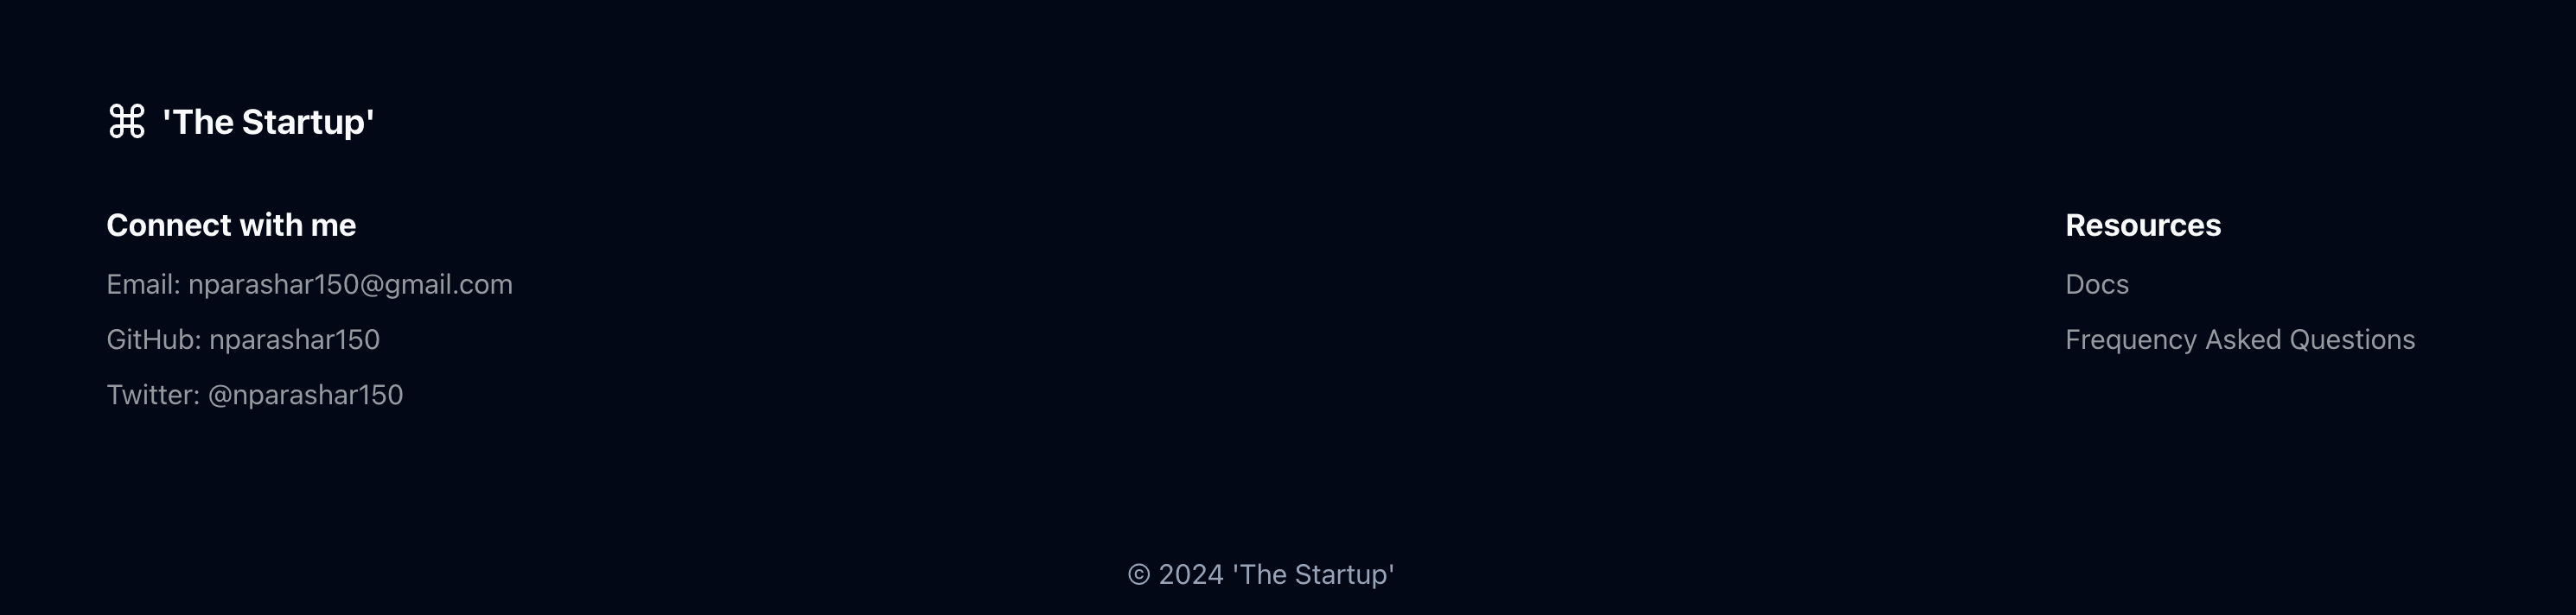 ⌘ 'The Startup'
Connect with me
Email: nparashar150@gmail.com
GitHub: nparashar150
Twitter: @nparashar150
Resources
Docs
Frequency Asked Questions
© 2024 'The Startup'